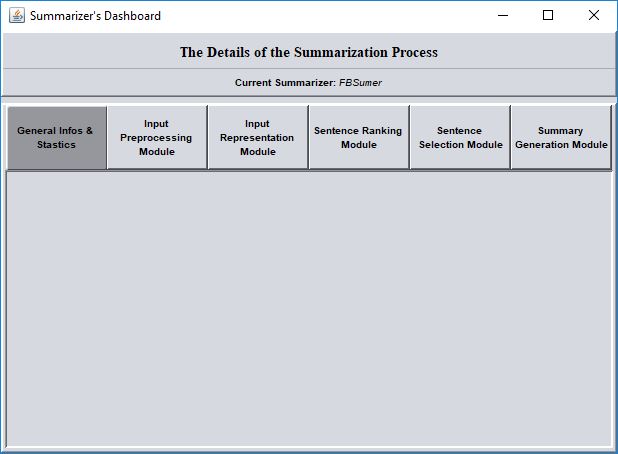 Summarizer's Dashboard
The Details of the Summarization Process
Current Summarizer: FBSumer
General Infos &
Stastics
Input
Preprocessing
Module
Input
Representation
Module
Sentence Ranking
Module
Sentence
Selection Module
Summary
Generation Module